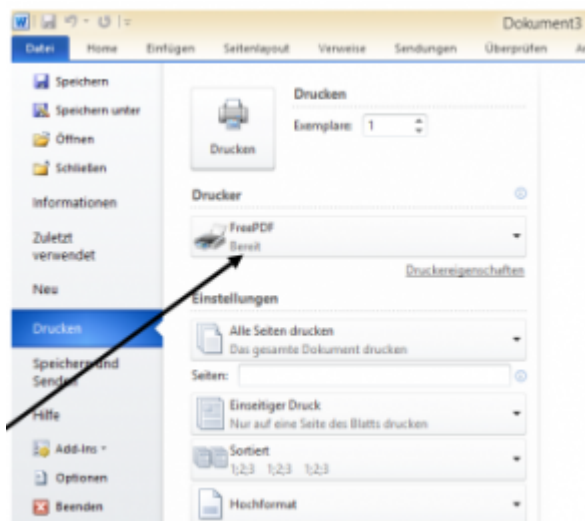 Dokument3
Datei Home Einfügen Seitenlayout Verweise Sendungen Überprüfen
Speichern
Speichern unter
Öffnen
Schließen
Informationen
Zuletzt
verwendet
Neu
Drucken
Speichern und
Senden
Hilfe
Add-Ins
Optionen
Beenden
Drucken
Drucken
Exemplare: 1
Drucker
FreePDF
Bereit
Druckereigenschaften
Einstellungen
Alle Seiten drucken
Das gesamte Dokument drucken
Seiten:
Einseitiger Druck
Nur auf eine Seite des Blatts drucken
Sortiert
1;2;3 1;2;3 1;2;3
Hochformat